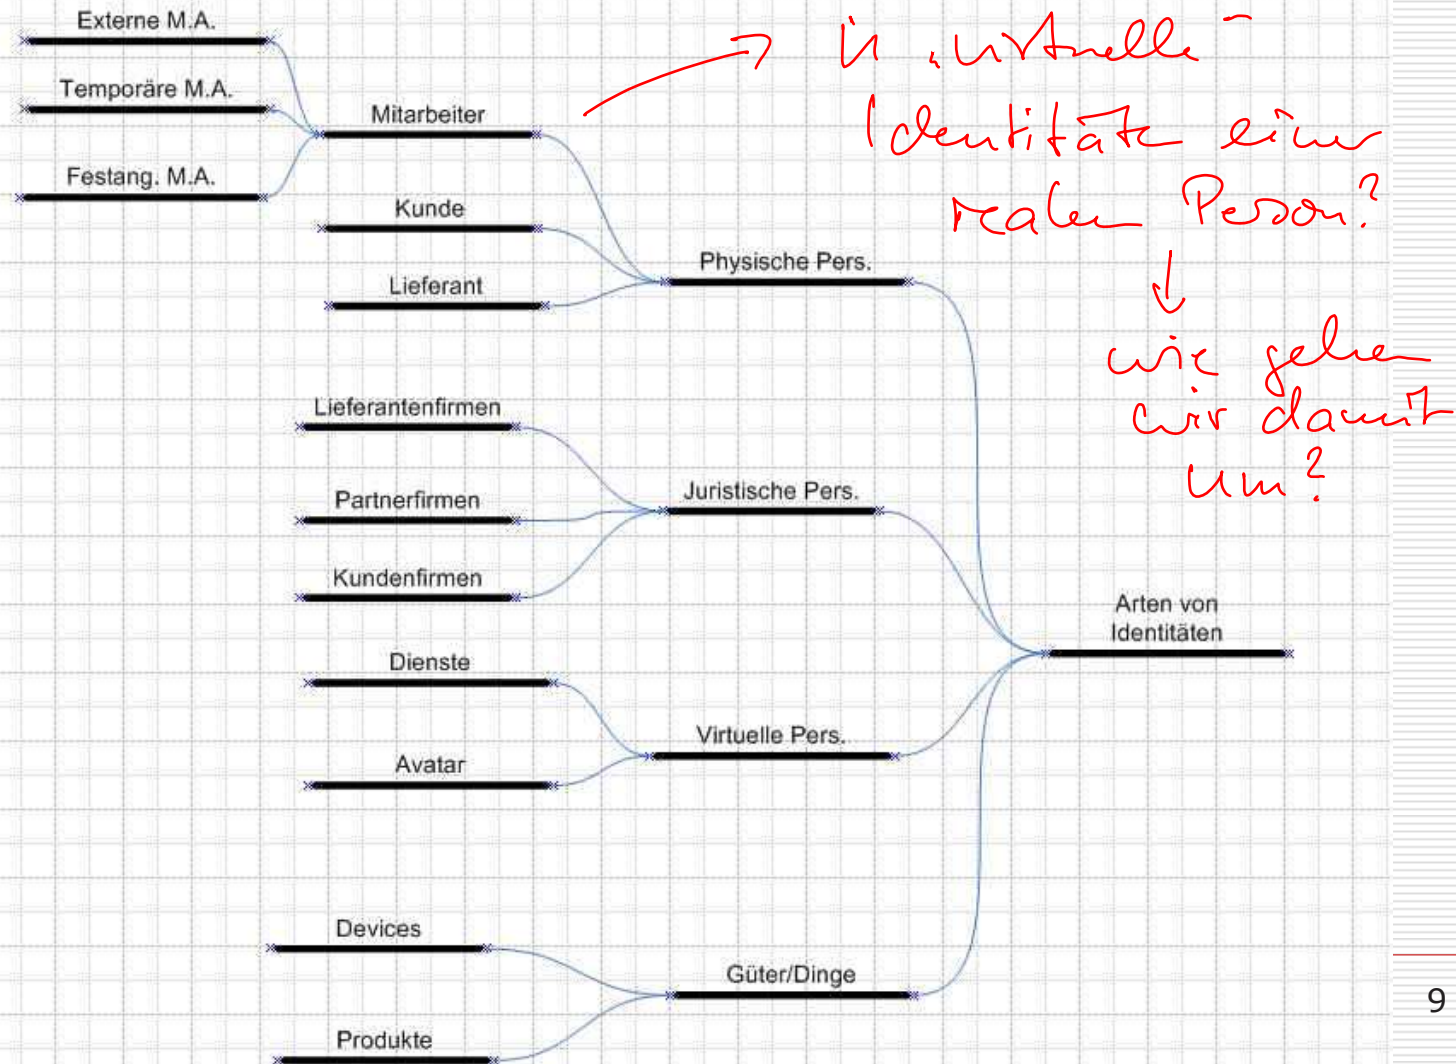 Externe M.A.
Temporäre M.A.
Festang. M.A.
Mitarbeiter
Kunde
Lieferant
Physische Pers.
Lieferantenfirmen
Partnerfirmen
Kundenfirmen
Juristische Pers.
Dienste
Avatar
Virtuelle Pers.
Devices
Produkte
Güter/Dinge
Arten von
Identitäten
"virtuelle"
Identitäten einer
realen Person?
wie gehen
wir damit
um?
9